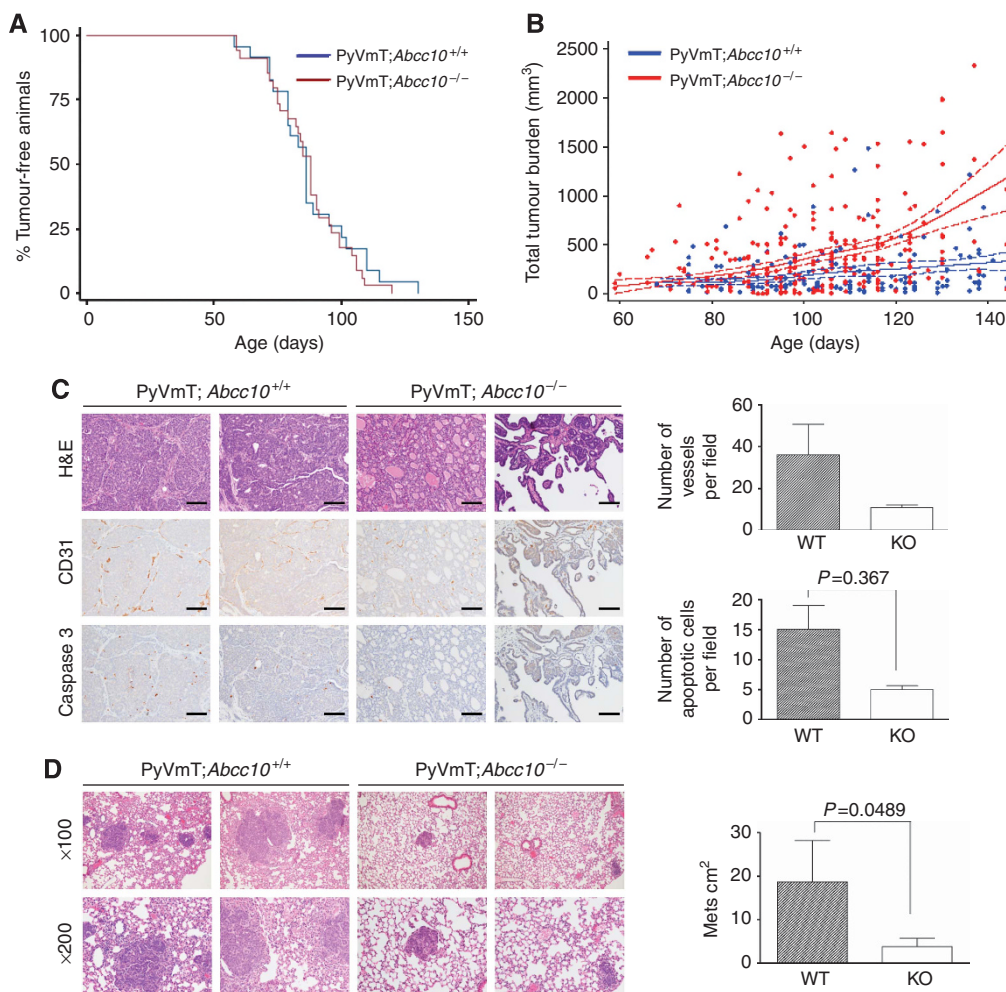 A
100
75
50
25
0
% Tumour-free animals
0 50 100 150
Age (days)
PyVmT;Abcc10+/+
PyVmT;Abcc10−/−
B
2500
2000
1500
1000
500
0
Total tumour burden (mm3)
60 80 100 120 140
Age (days)
PyVmT;Abcc10+/+
PyVmT;Abcc10−/−
C
PyVmT; Abcc10+/+ PyVmT; Abcc10−/−
H&E
CD31
Caspase 3
60
40
20
0
Number of
vessels
per field
WT KO
P=0.367
20
15
10
5
0
Number of
apoptotic cells
per field
WT KO
D
PyVmT;Abcc10+/+ PyVmT;Abcc10−/−
×100
×200
P=0.0489
30
20
10
0
Mets cm2
WT KO